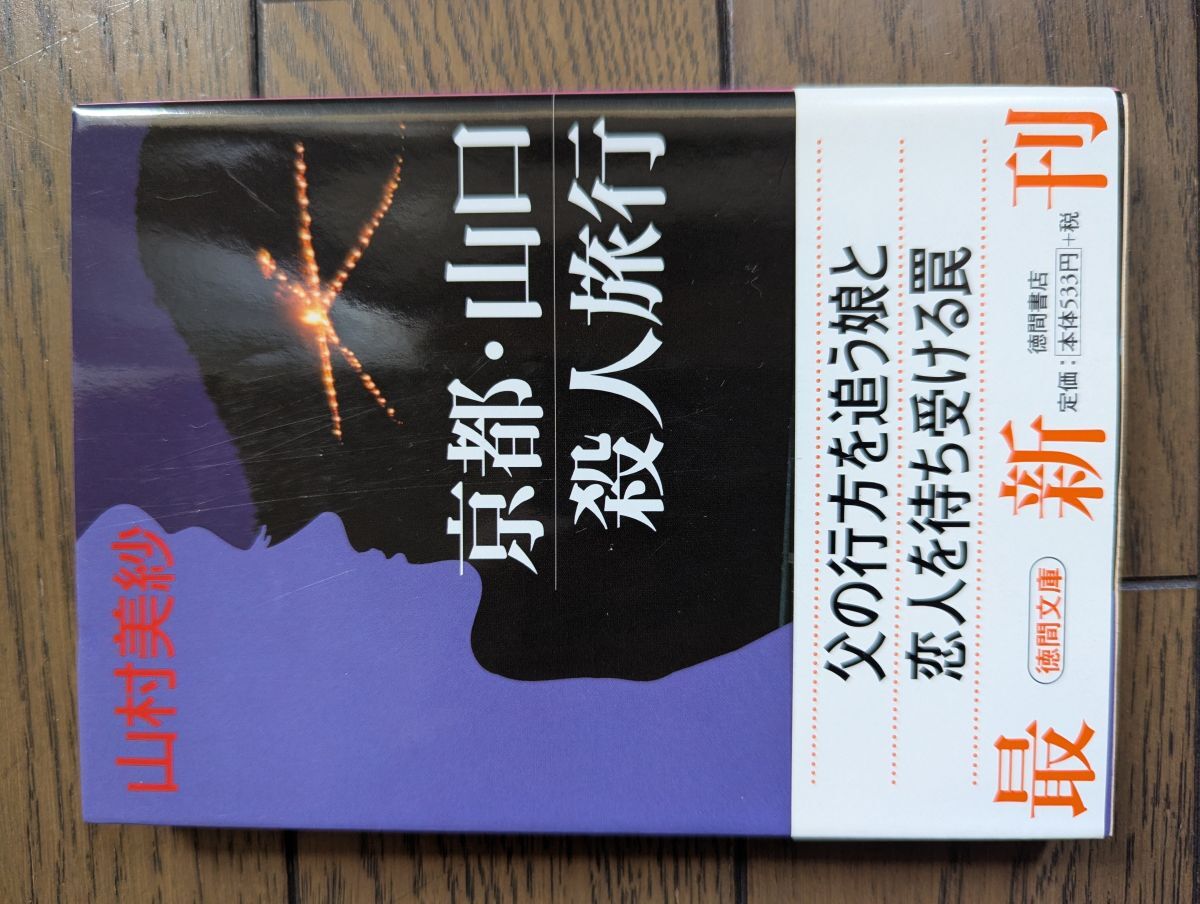 山村美紗
京都・山口
殺人旅行
父の行方を追う娘と
恋人を待ち受ける罠
最新刊
徳間文庫
徳間書店
定価：本体533円+税